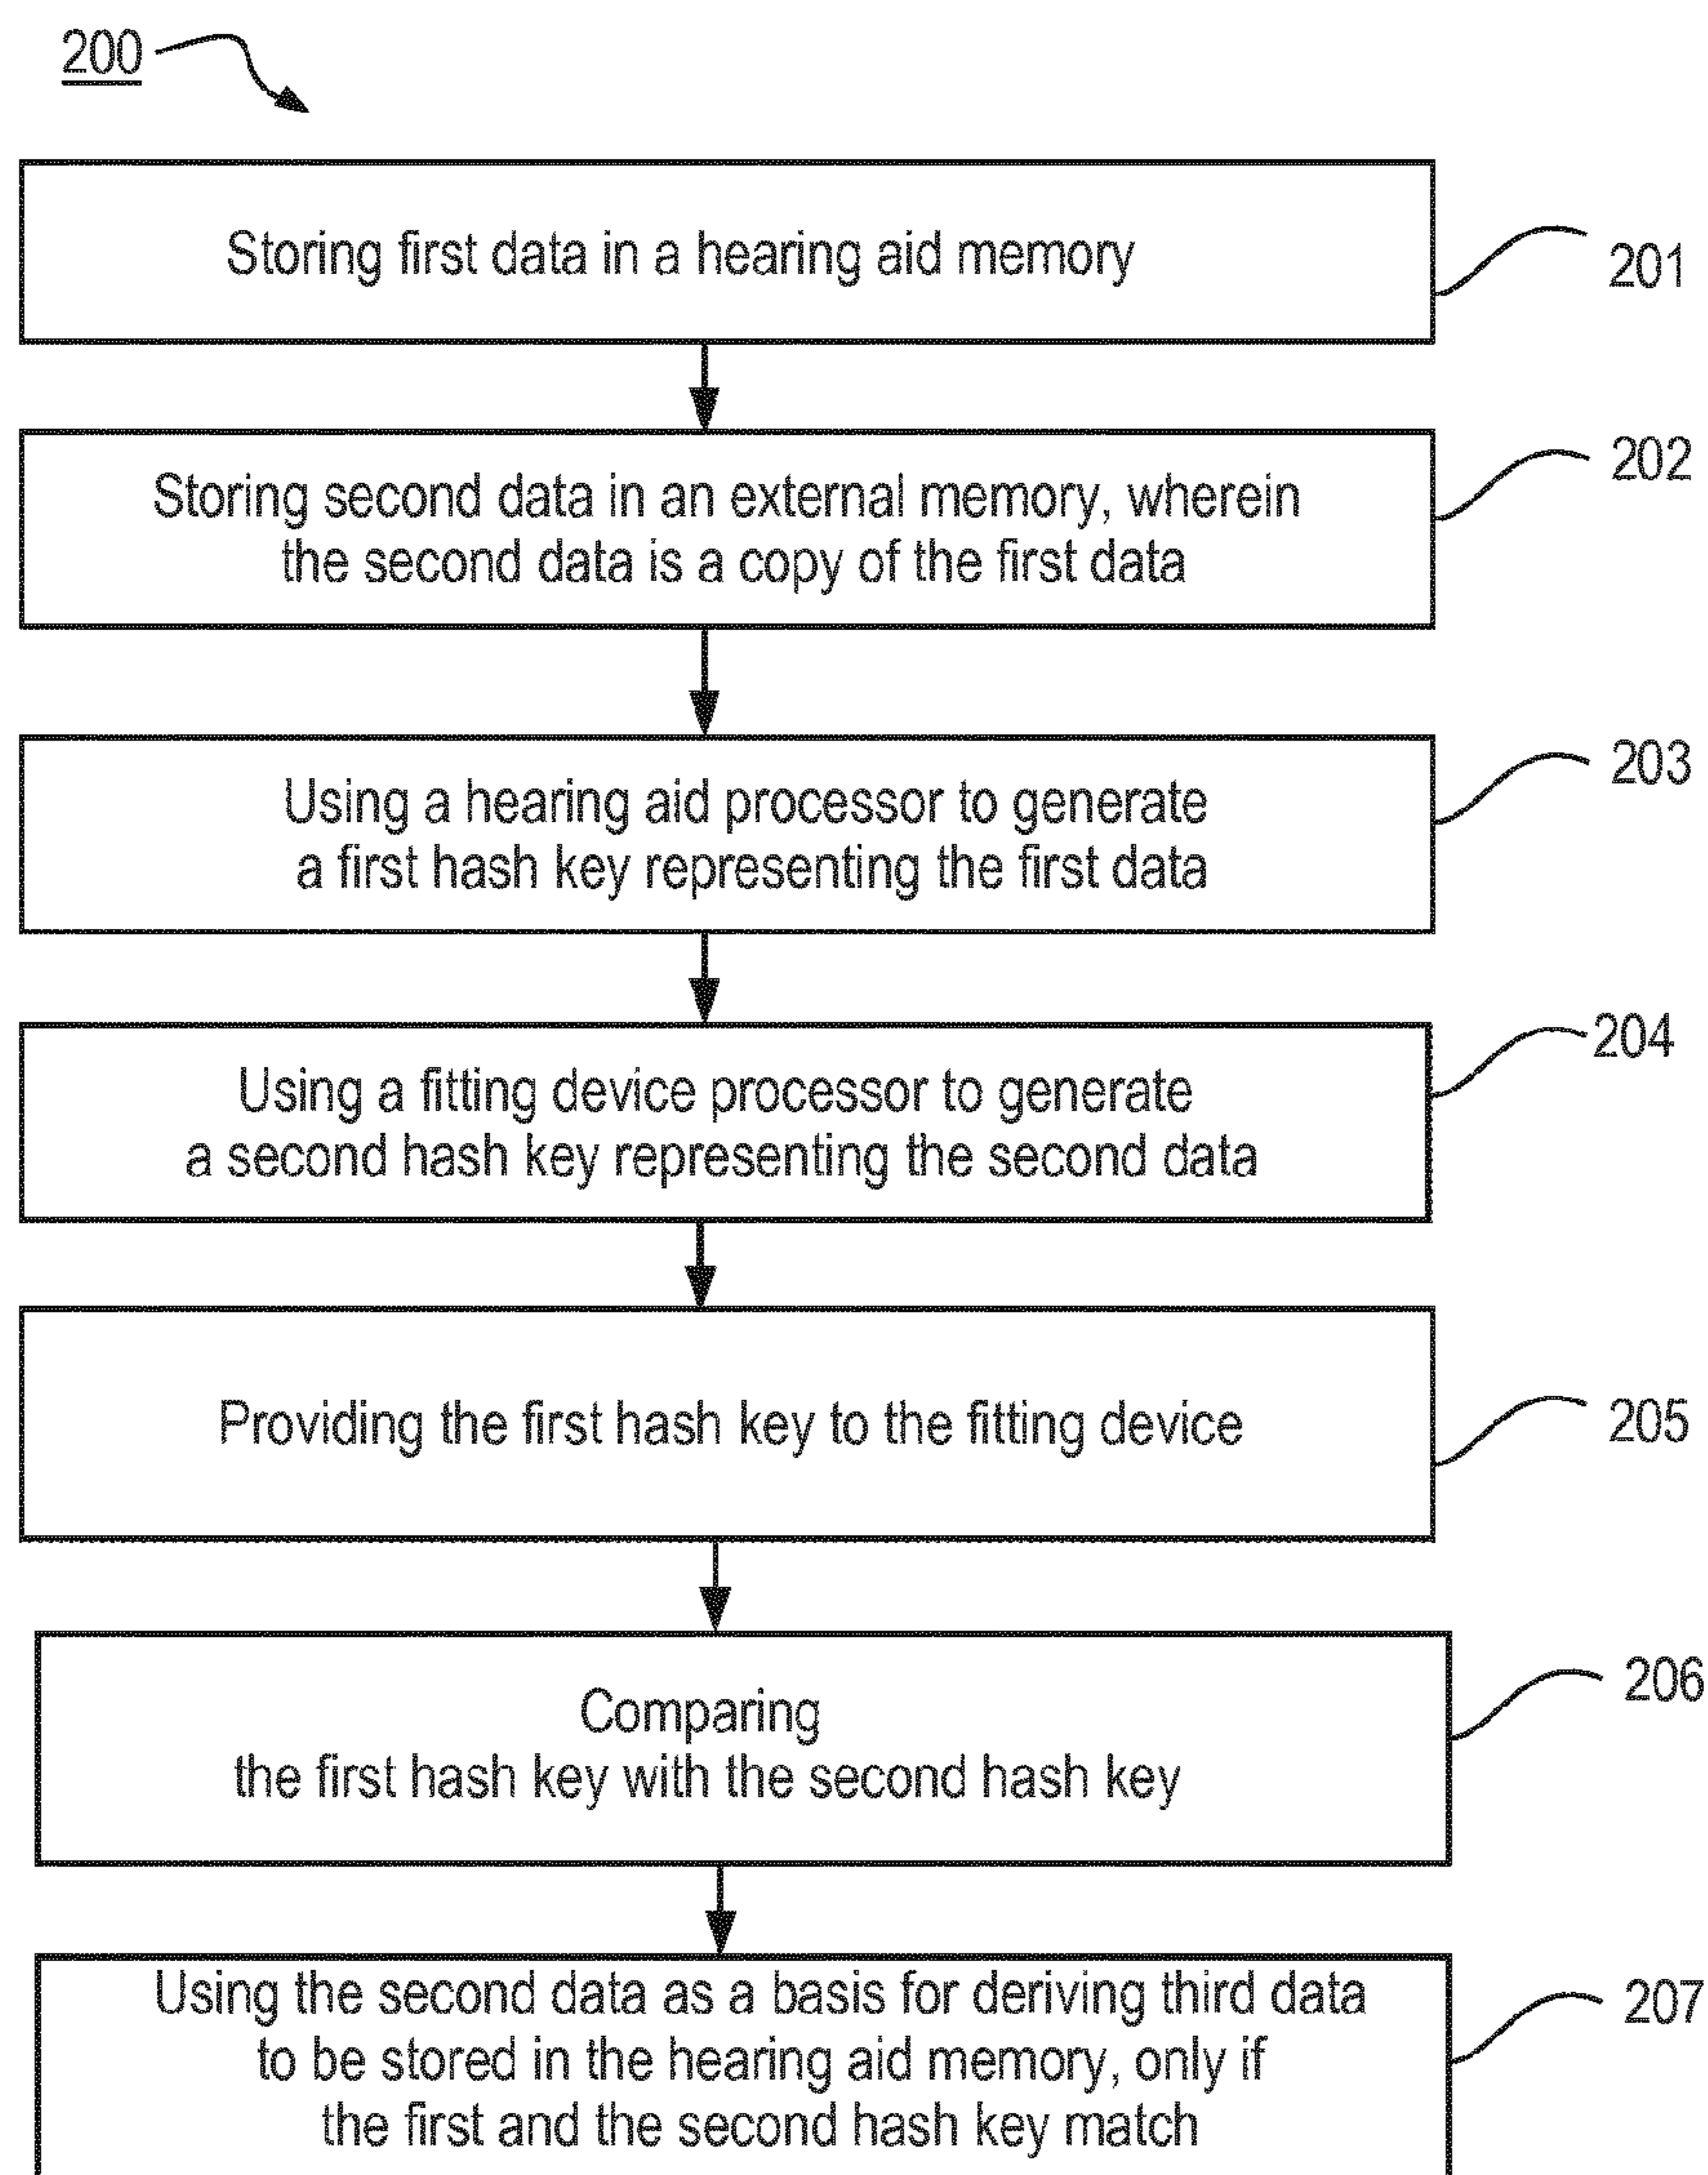 200
Storing first data in a hearing aid memory
201
Storing second data in an external memory, wherein
the second data is a copy of the first data
202
Using a hearing aid processor to generate
a first hash key representing the first data
203
Using a fitting device processor to generate
a second hash key representing the second data
204
Providing the first hash key to the fitting device
205
Comparing
the first hash key with the second hash key
206
Using the second data as a basis for deriving third data
to be stored in the hearing aid memory, only if
the first and the second hash key match
207